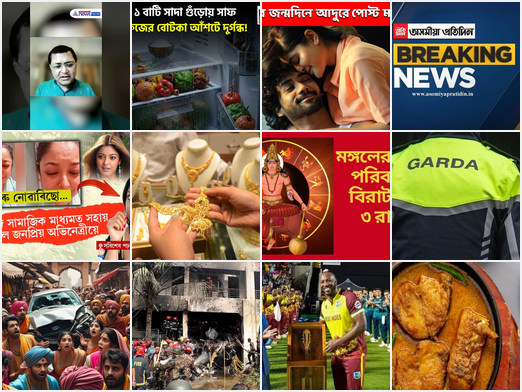 ১ বাটি সাদা গুঁড়োয় সাফ
জের বোটকা আঁশটে দুর্গন্ধ!
জন্মদিনে আদুরে পোস্ট
অসমীয়া প্ৰতিদিন
BREAKING
NEWS
www.asomiyapratidin.in
নোৱাৰিছো...
সামাজিক মাধ্যমত সহায়
জনপ্ৰিয় অভিনেত্ৰীয়ে
মঙ্গলের
পরিব
বিরাট
৩ রা
GARDA